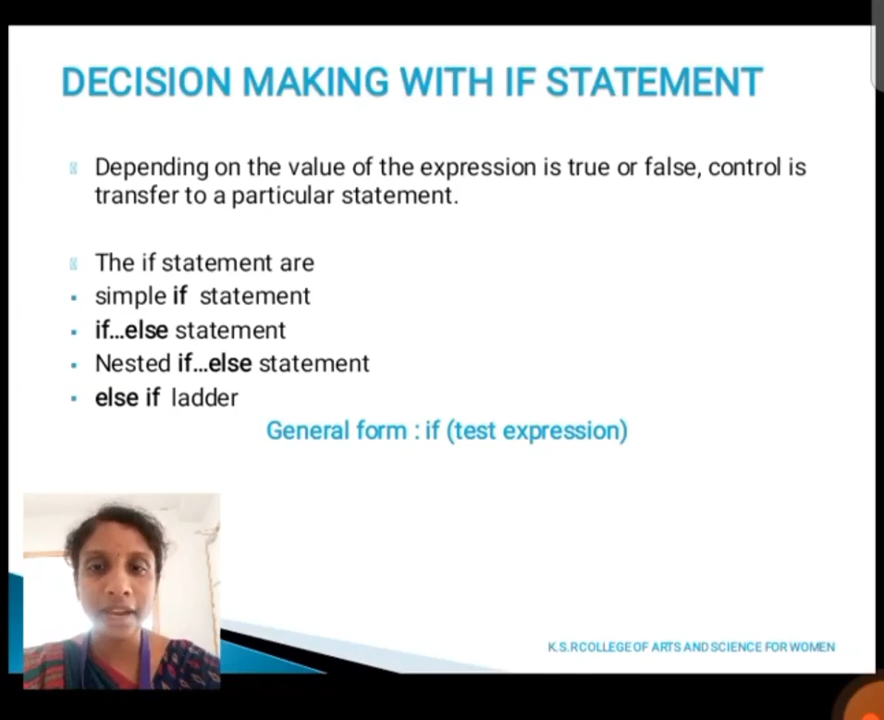 DECISION MAKING WITH IF STATEMENT
Depending on the value of the expression is true or false, control is
transfer to a particular statement.
The if statement are
simple if statement
if...else statement
Nested if...else statement
else if ladder
General form : if (test expression)
K.S.R COLLEGE OF ARTS AND SCIENCE FOR WOMEN